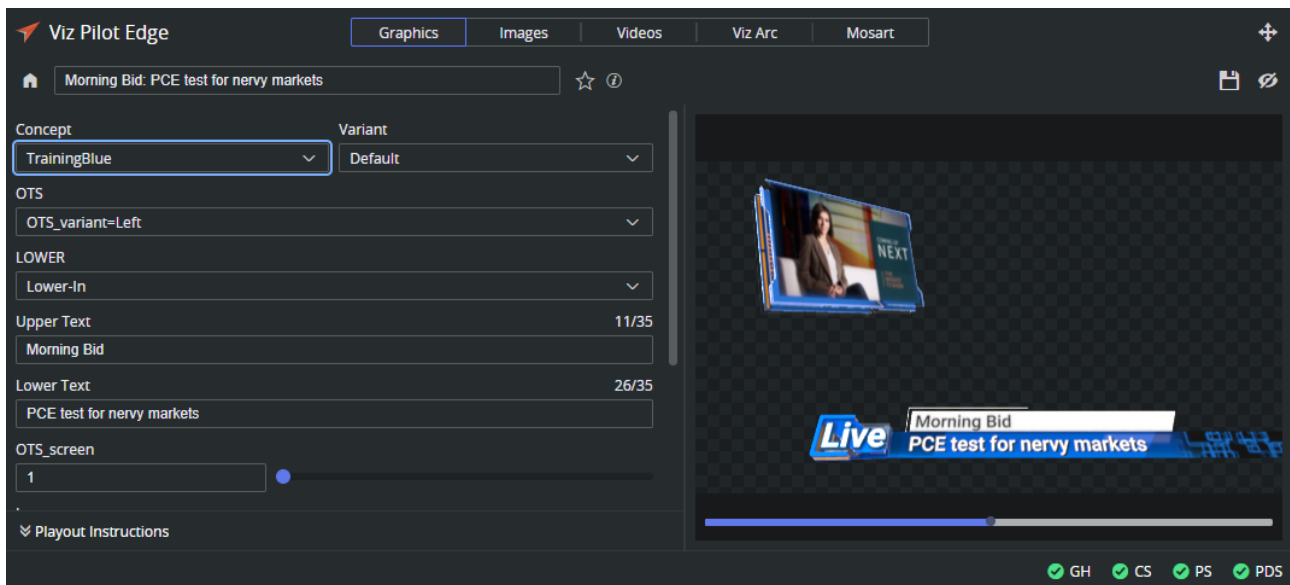 Viz Pilot Edge
Graphics
Images
Videos
Viz Arc
Mosart
Morning Bid: PCE test for nervy markets
Concept
Variant
TrainingBlue
Default
OTS
OTS_variant=Left
LOWER
Lower-In
Upper Text
11/35
Morning Bid
Lower Text
26/35
PCE test for nervy markets
OTS_screen
1
Playout Instructions
COMING UP
NEXT
Live
Morning Bid
PCE test for nervy markets
GH
CS
PS
PDS